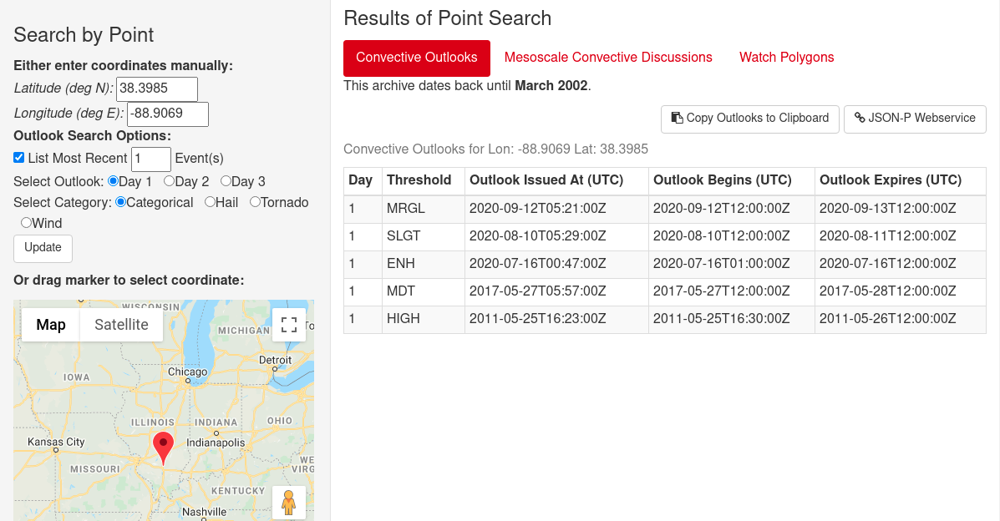 Search by Point
Either enter coordinates manually:
Latitude (deg N): 38.3985
Longitude (deg E): -88.9069
Outlook Search Options:
List Most Recent 1 Event(s)
Select Outlook: Day 1 Day 2 Day 3
Select Category: Categorical Hail Tornado
Wind
Update
Or drag marker to select coordinate:
WISCONSIN
Map Satellite
MICHIGAN
To
Detroit
Chicago
IOWA
ILLINOIS INDIANA OHIO
Kansas City
Indianapolis
WE
VIRG
MISSOURI
KENTUCKY
Nashville
Results of Point Search
Convective Outlooks Mesoscale Convective Discussions Watch Polygons
This archive dates back until March 2002.
Copy Outlooks to Clipboard JSON-P Webservice
Convective Outlooks for Lon: -88.9069 Lat: 38.3985
Day Threshold Outlook Issued At (UTC) Outlook Begins (UTC) Outlook Expires (UTC)
1 MRGL 2020-09-12T05:21:00Z 2020-09-12T12:00:00Z 2020-09-13T12:00:00Z
1 SLGT 2020-08-10T05:29:00Z 2020-08-10T12:00:00Z 2020-08-11T12:00:00Z
1 ENH 2020-07-16T00:47:00Z 2020-07-16T01:00:00Z 2020-07-16T12:00:00Z
1 MDT 2017-05-27T05:57:00Z 2017-05-27T12:00:00Z 2017-05-28T12:00:00Z
1 HIGH 2011-05-25T16:23:00Z 2011-05-25T16:30:00Z 2011-05-26T12:00:00Z